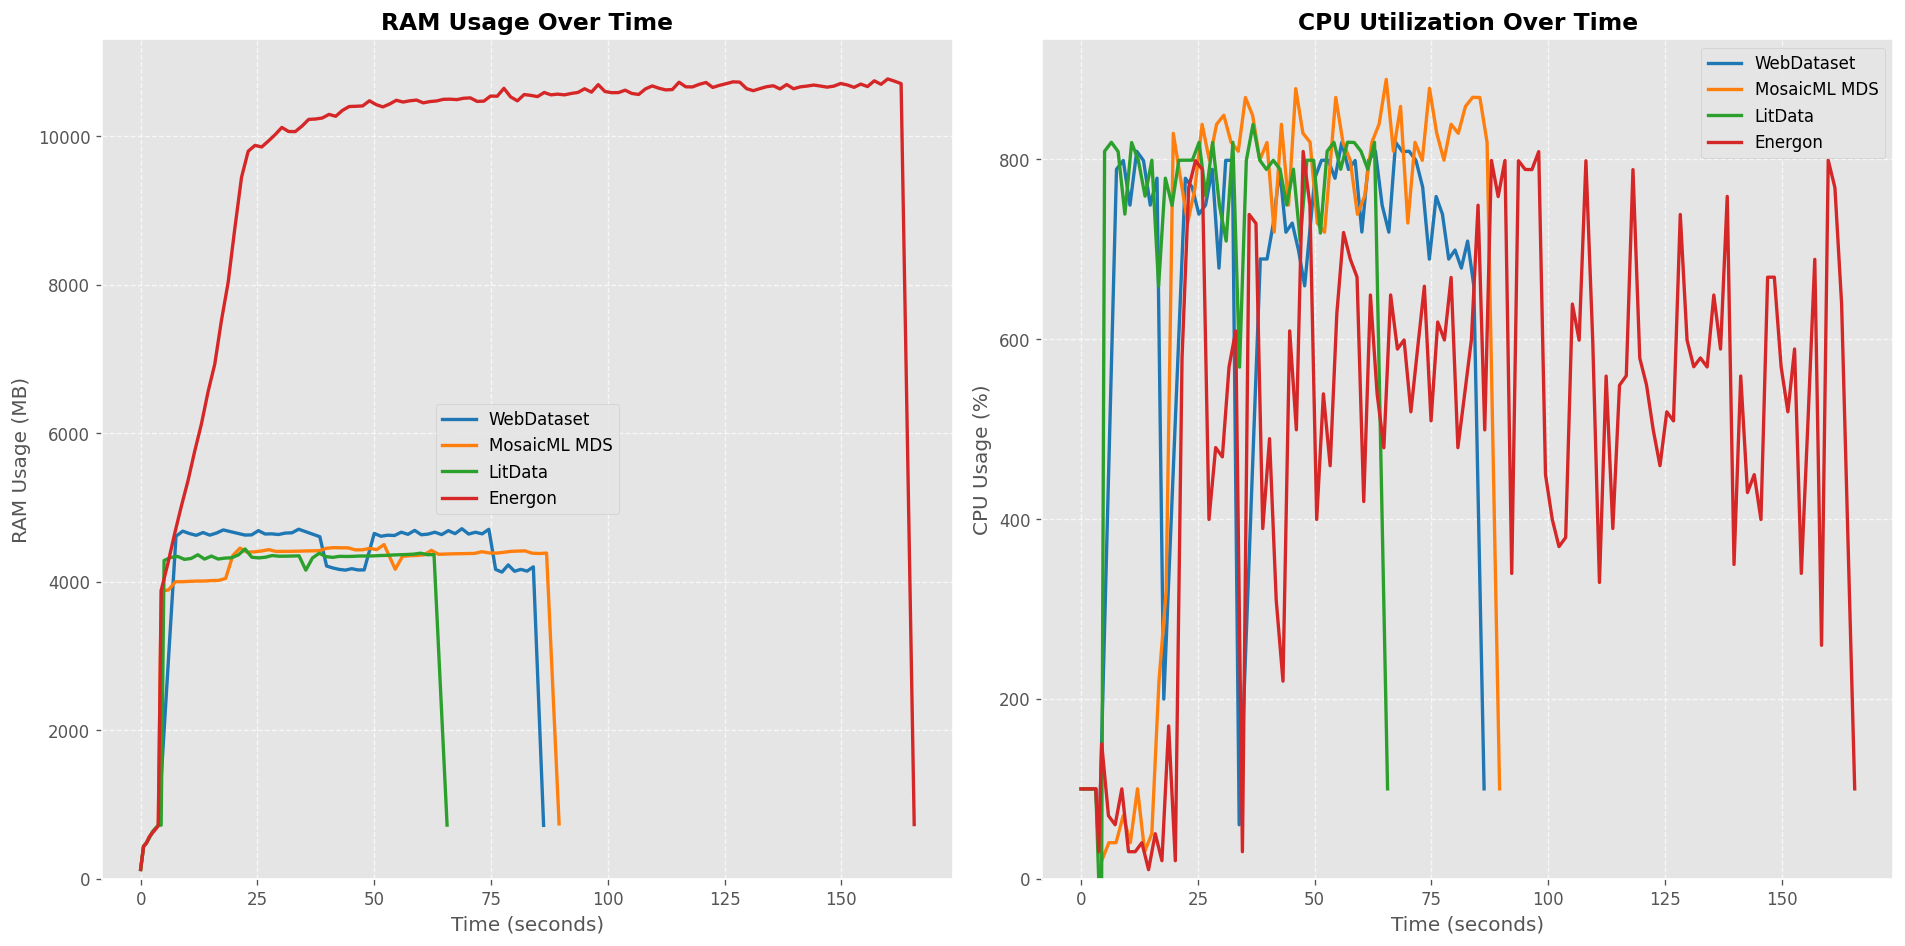 RAM Usage Over Time
RAM Usage (MB)
10000
8000
6000
4000
2000
0
WebDataset
MosaicML MDS
LitData
Energon
0 25 50 75 100 125 150
Time (seconds)
CPU Utilization Over Time
CPU Usage (%)
800
600
400
200
0
WebDataset
MosaicML MDS
LitData
Energon
0 25 50 75 100 125 150
Time (seconds)